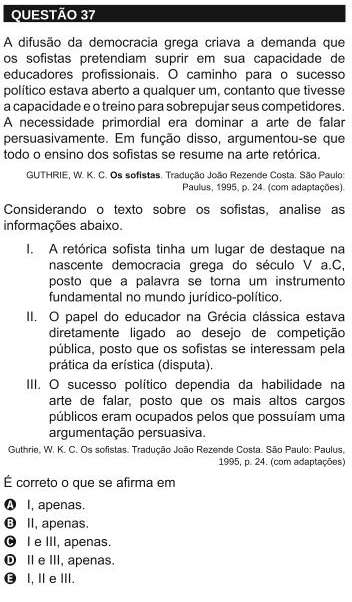 QUESTÃO 37
A difusão da democracia grega criava a demanda que
os sofistas pretendiam suprir em sua capacidade de
educadores profissionais. O caminho para o sucesso
político estava aberto a qualquer um, contanto que tivesse
a capacidade e o treino para sobrepujar seus competidores.
A necessidade primordial era dominar a arte de falar
persuasivamente. Em função disso, argumentou-se que
todo o ensino dos sofistas se resume na arte retórica.
GUTHRIE, W. K. C. Os sofistas. Tradução João Rezende Costa. São Paulo:
Paulus, 1995, p. 24. (com adaptações).
Considerando o texto sobre os sofistas, analise as
informações abaixo.
I. A retórica sofista tinha um lugar de destaque na
nascente democracia grega do século V a.C,
posto que a palavra se torna um instrumento
fundamental no mundo jurídico-político.
II. O papel do educador na Grécia clássica estava
diretamente ligado ao desejo de competição
pública, posto que os sofistas se interessam pela
prática da erística (disputa).
III. O sucesso político dependia da habilidade na
arte de falar, posto que os mais altos cargos
públicos eram ocupados pelos que possuíam uma
argumentação persuasiva.
Guthrie, W. K. C. Os sofistas. Tradução João Rezende Costa. São Paulo: Paulus,
1995, p. 24. (com adaptações)
É correto o que se afirma em
A I, apenas.
B II, apenas.
C I e III, apenas.
D II e III, apenas.
E I, II e III.